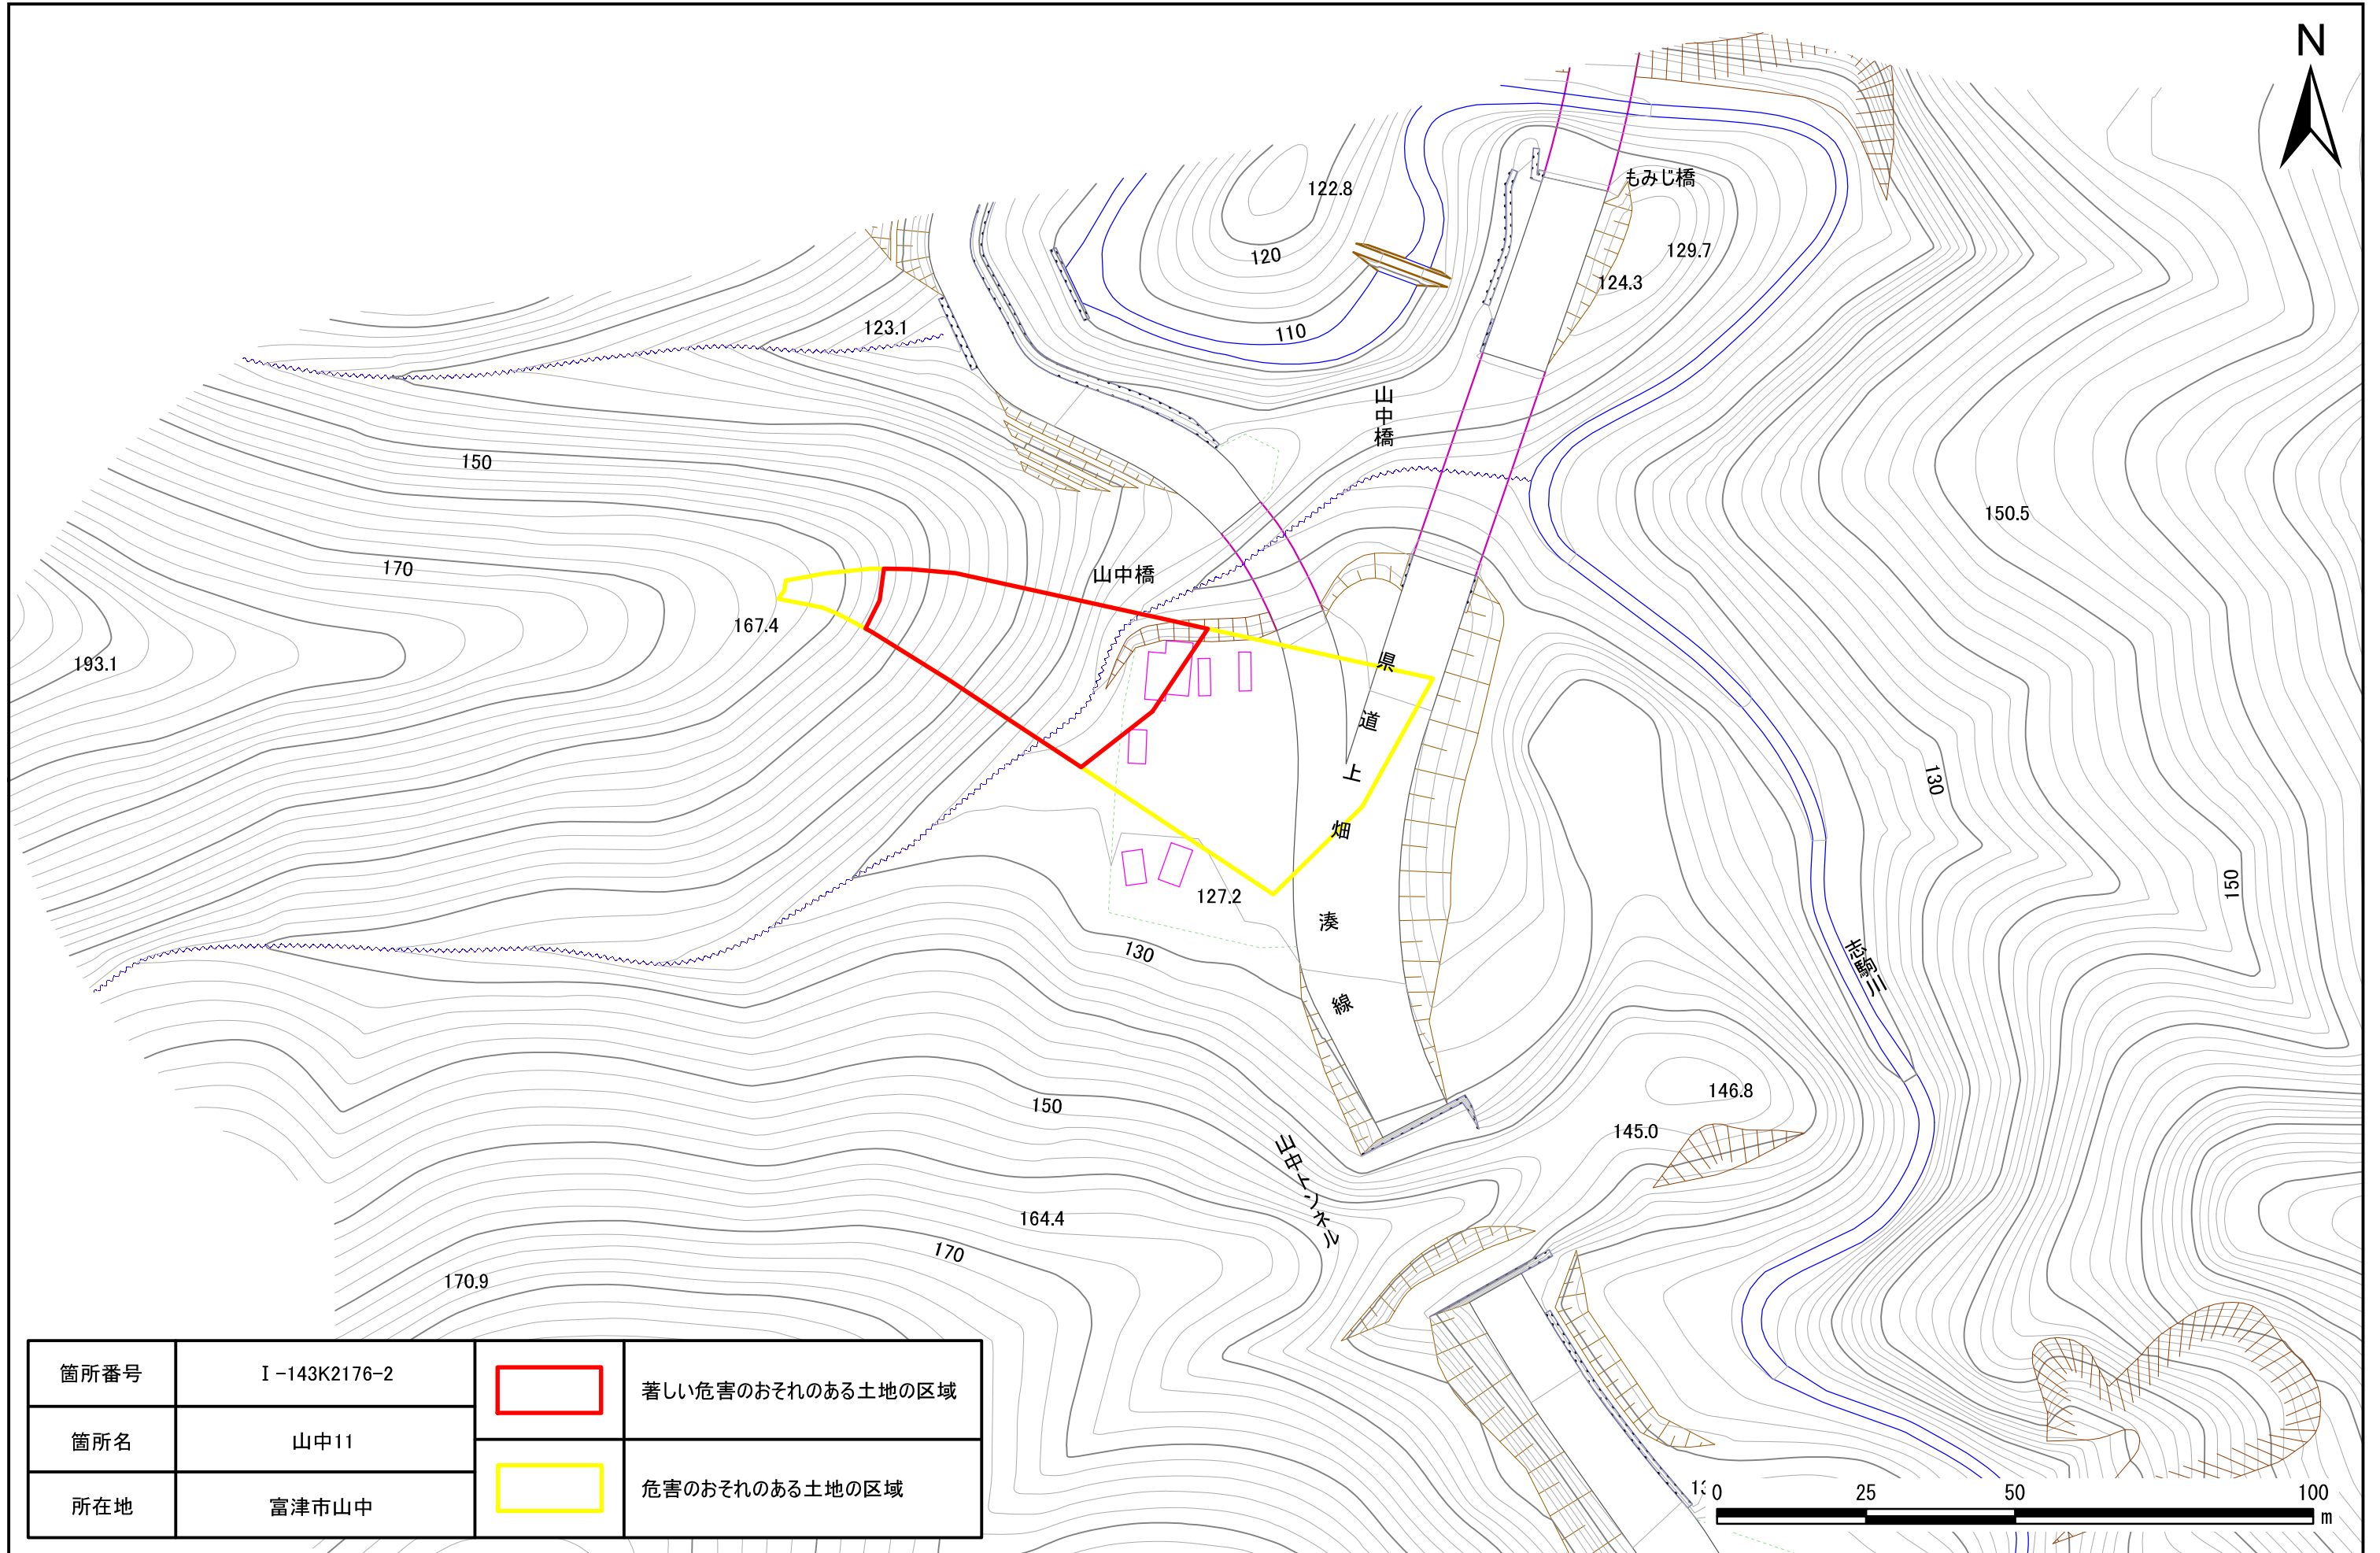 N
122.8
もみじ橋
120
129.7
124.3
123.1
110
山中橋
150
150.5
170
山中橋
167.4
193.1
県道上畑湊線
130
150
127.2
130
志駒川
146.8
150
145.0
山中トンネル
164.4
170
170.9
箇所番号
Ⅰ-143K2176-2
箇所名
山中11
所在地
富津市山中
著しい危害のおそれのある土地の区域
危害のおそれのある土地の区域
0 25 50 100
m